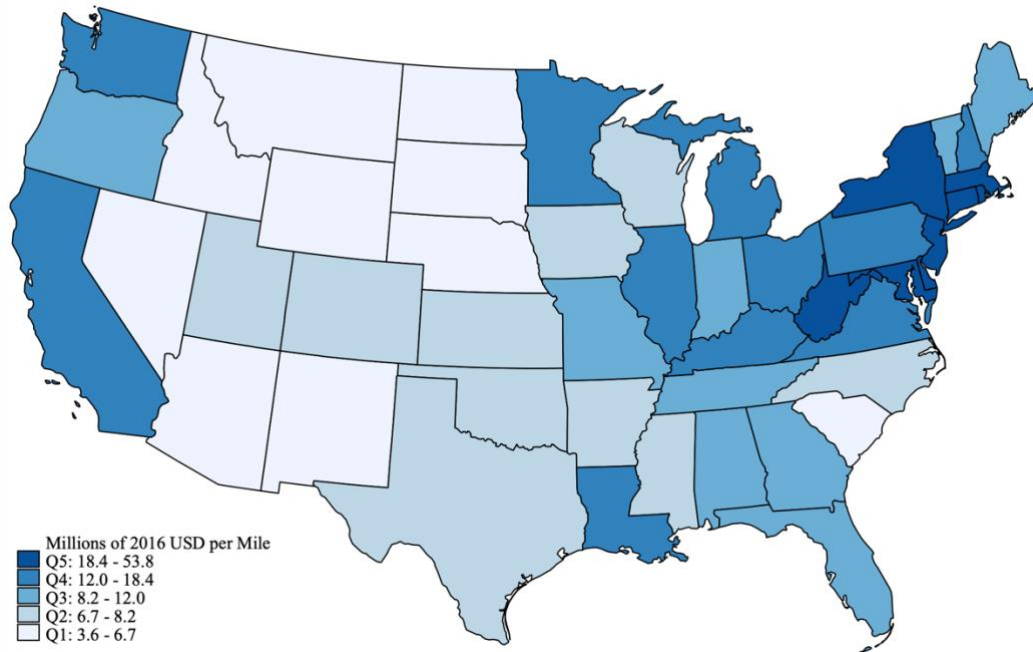 Millions of 2016 USD per Mile
Q5: 18.4 - 53.8
Q4: 12.0 - 18.4
Q3: 8.2 - 12.0
Q2: 6.7 - 8.2
Q1: 3.6 - 6.7